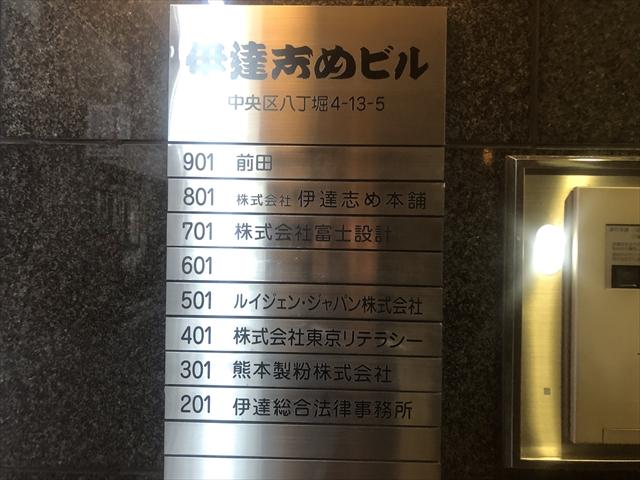 伊達志めビル
中央区八丁堀4-13-5
901 前田
801 株式会社 伊達志め本舗
701 株式会社富士設計
601
501 ルイジェン・ジャパン株式会社
401 株式会社東京リテラシー
301 熊本製粉株式会社
201 伊達総合法律事務所